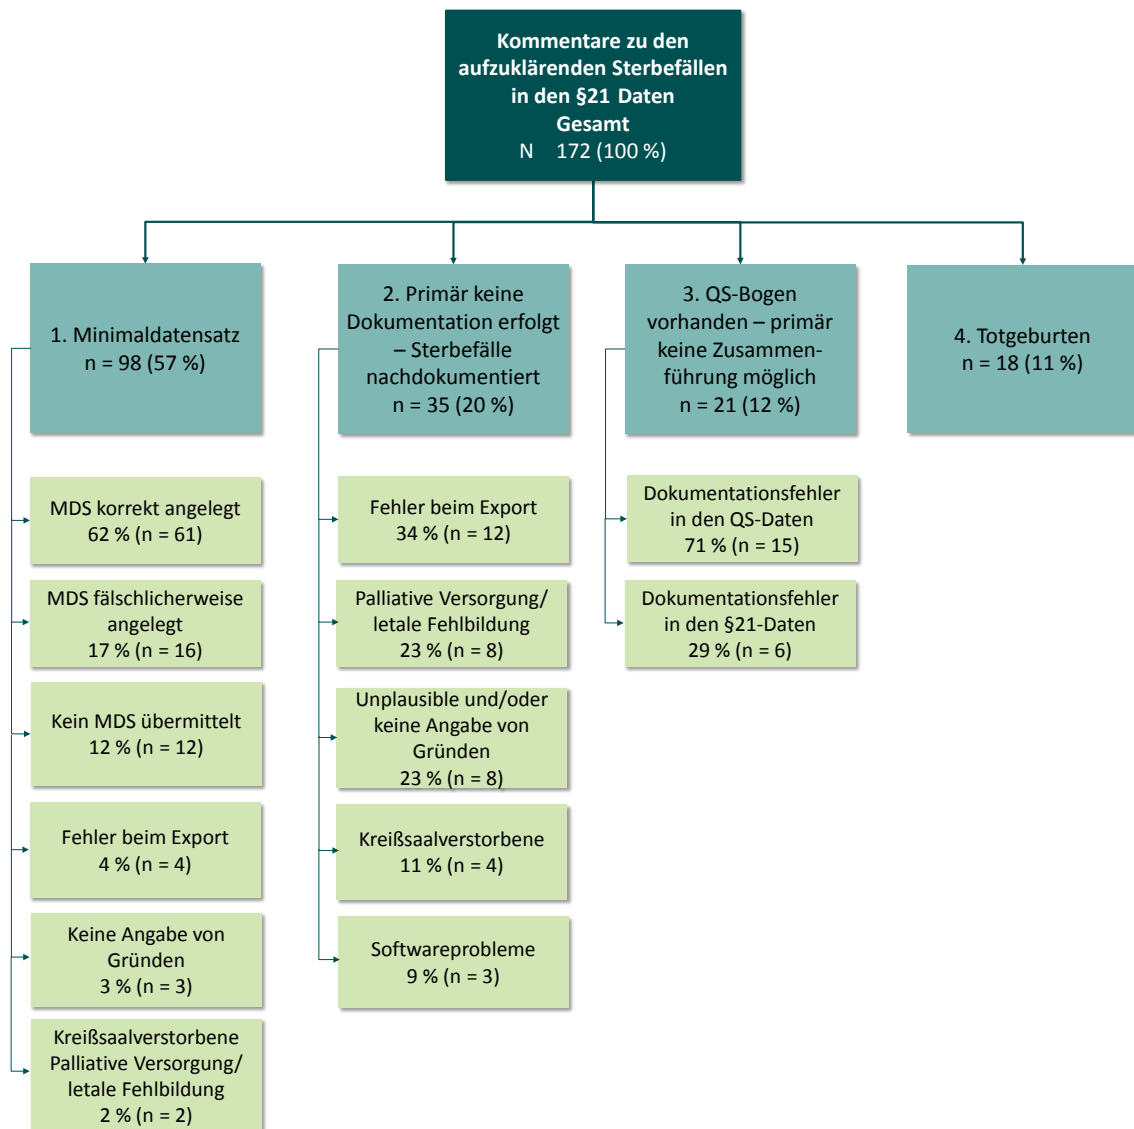 Kommentare zu den
aufzuklärenden Sterbefällen
in den §21 Daten
Gesamt
N 172 (100 %)
1. Minimaldatensatz
n = 98 (57 %)
2. Primär keine
Dokumentation erfolgt
– Sterbefälle
nachdokumentiert
n = 35 (20 %)
3. QS-Bogen
vorhanden – primär
keine Zusammen-
führung möglich
n = 21 (12 %)
4. Totgeburten
n = 18 (11 %)
MDS korrekt angelegt
62 % (n = 61)
MDS fälschlicherweise
angelegt
17 % (n = 16)
Kein MDS übermittelt
12 % (n = 12)
Fehler beim Export
4 % (n = 4)
Keine Angabe von
Gründen
3 % (n = 3)
Kreißsaalverstorbene
Palliative Versorgung/
letale Fehlbildung
2 % (n = 2)
Fehler beim Export
34 % (n = 12)
Palliative Versorgung/
letale Fehlbildung
23 % (n = 8)
Unplausible und/oder
keine Angabe von
Gründen
23 % (n = 8)
Kreißsaalverstorbene
11 % (n = 4)
Softwareprobleme
9 % (n = 3)
Dokumentationsfehler
in den QS-Daten
71 % (n = 15)
Dokumentationsfehler
in den §21-Daten
29 % (n = 6)